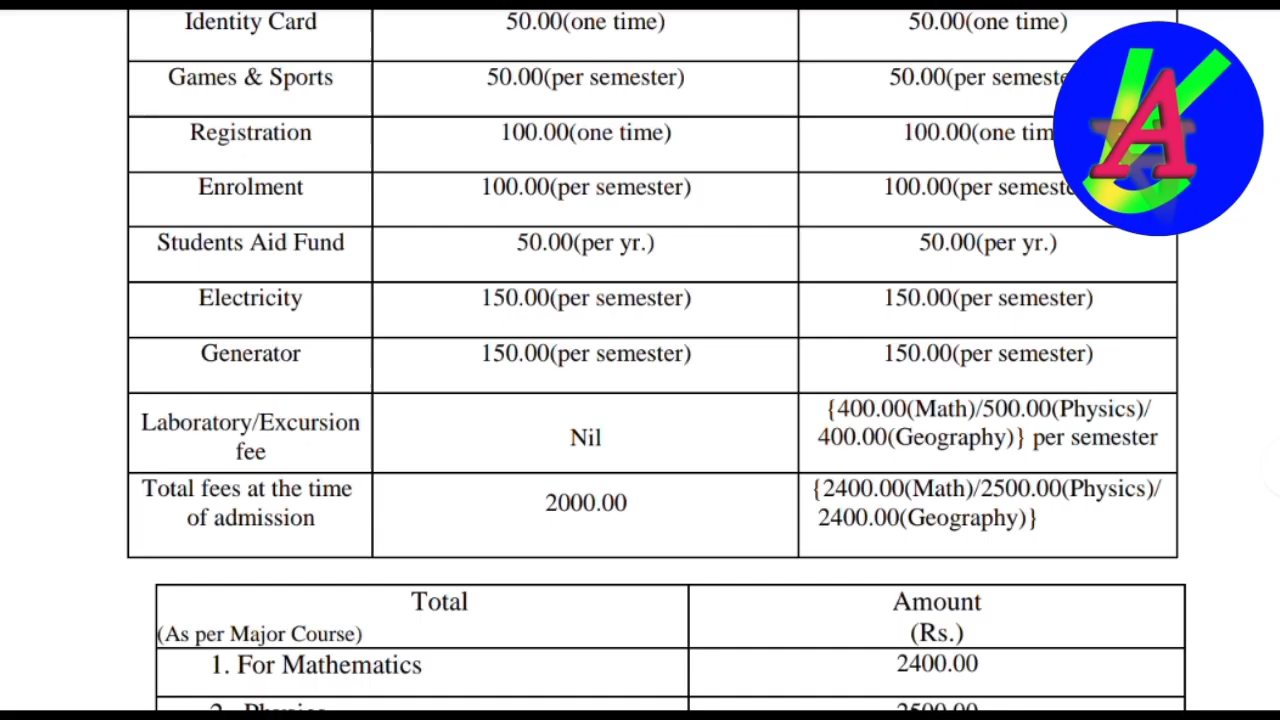 Identity Card 50.00(one time) 50.00(one time)
Games & Sports 50.00(per semester) 50.00(per
Registration 100.00(one time) 100.00(one
Enrolment 100.00(per semester) 100.00(per
Students Aid Fund 50.00(per yr.) 50.00(per yr.)
Electricity 150.00(per semester) 150.00(per semester)
Generator 150.00(per semester) 150.00(per semester)
Laboratory/Excursion
fee
Nil
{400.00(Math)/500.00(Physics)/
400.00(Geography)} per semester
Total fees at the time
of admission
2000.00
{2400.00(Math)/2500.00(Physics)/
2400.00(Geography)}
Total
(As per Major Course)
Amount
(Rs.)
1. For Mathematics 2400.00
A